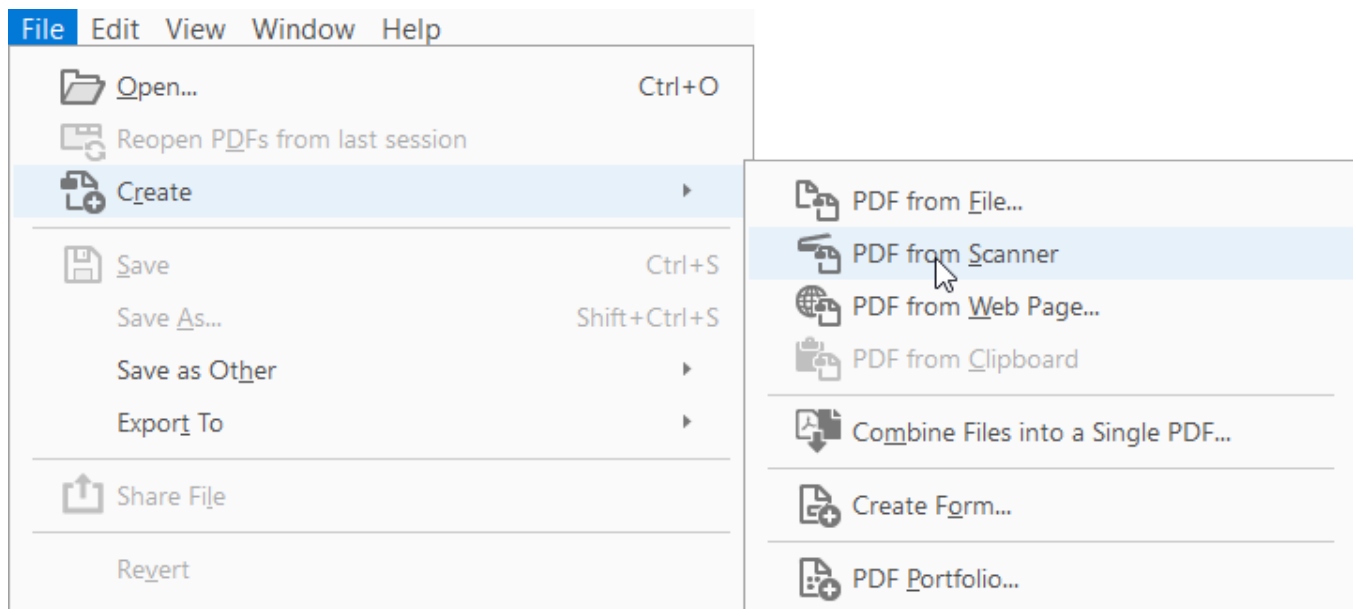 File Edit View Window Help
Open... Ctrl+O
Reopen PDFs from last session
Create
Save Ctrl+S
Save As... Shift+Ctrl+S
Save as Other
Export To
Share File
Revert
PDF from File...
PDF from Scanner
PDF from Web Page...
PDF from Clipboard
Combine Files into a Single PDF...
Create Form...
PDF Portfolio...